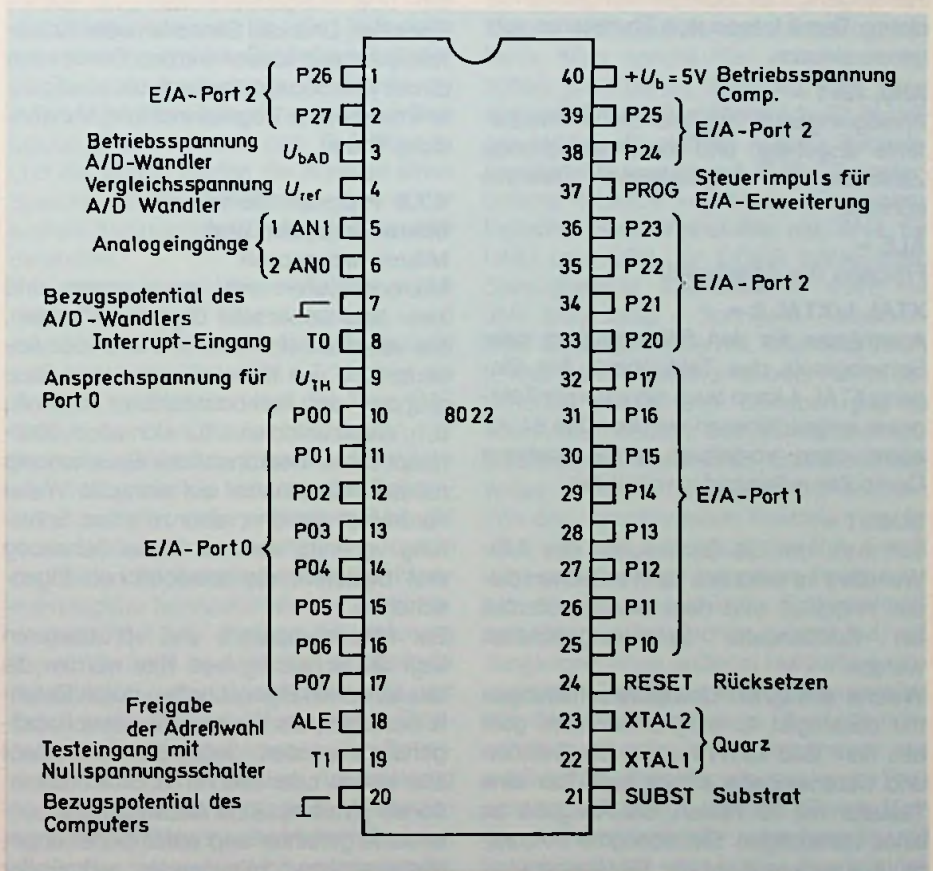 P26 1
E/A-Port 2
P27 2
Betriebsspannung
A/D-Wandler
UbAD 3
Vergleichsspannung
A/D Wandler
Uref 4
1 AN1 5
Analogeingänge
2 AN0 6
Bezugspotential des
A/D-Wandlers
7
Interrupt-Eingang T0 8
Ansprechspannung für
Port 0
UTH 9
P00 10
P01 11
P02 12
P03 13
E/A-Port 0
P04 14
P05 15
P06 16
P07 17
Freigabe
der Adreßwahl
ALE 18
Testeingang mit
Nullspannungsschalter
T1 19
Bezugspotential des
Computers
20
8022
40 +Ub=5V Betriebsspannung
Comp.
39 P25
E/A-Port 2
38 P24
37 PROG Steuerimpuls für
E/A-Erweiterung
36 P23
35 P22
E/A-Port 2
34 P21
33 P20
32 P17
31 P16
30 P15
29 P14
E/A-Port 1
28 P13
27 P12
26 P11
25 P10
24 RESET Rücksetzen
23 XTAL2
Quarz
22 XTAL1
21 SUBST Substrat